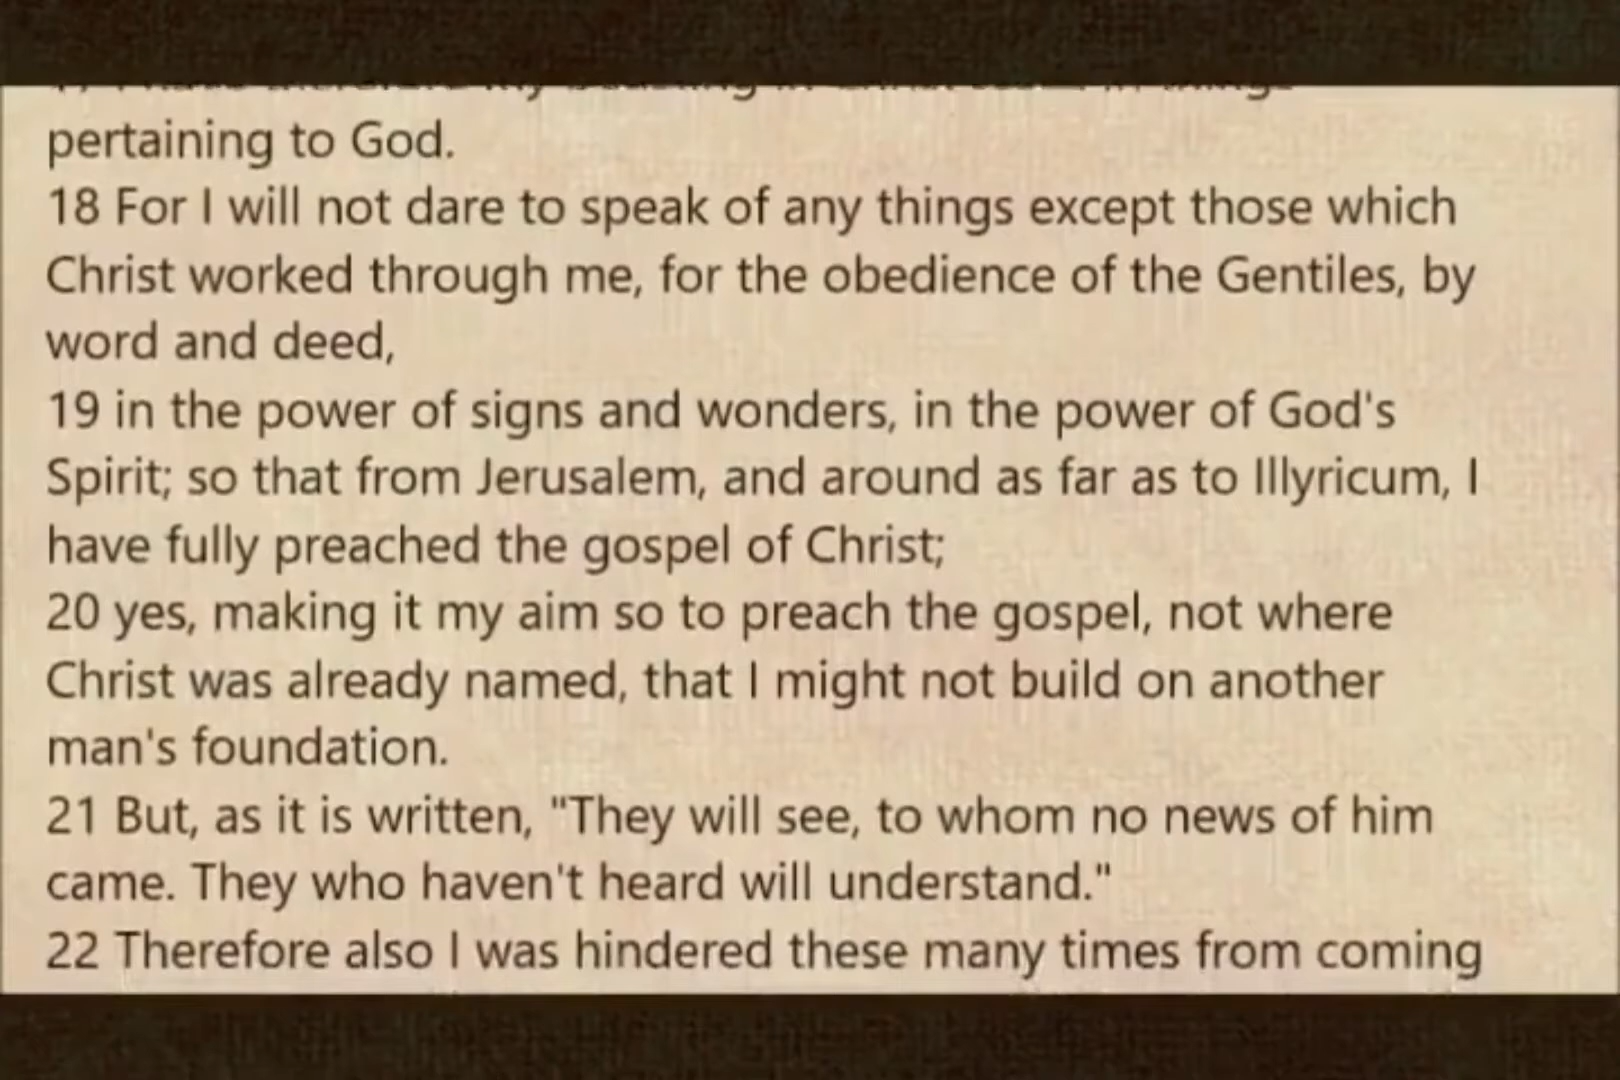 pertaining to God.
18 For I will not dare to speak of any things except those which
Christ worked through me, for the obedience of the Gentiles, by
word and deed,
19 in the power of signs and wonders, in the power of God's
Spirit; so that from Jerusalem, and around as far as to Illyricum, I
have fully preached the gospel of Christ;
20 yes, making it my aim so to preach the gospel, not where
Christ was already named, that I might not build on another
man's foundation.
21 But, as it is written, "They will see, to whom no news of him
came. They who haven't heard will understand."
22 Therefore also I was hindered these many times from coming